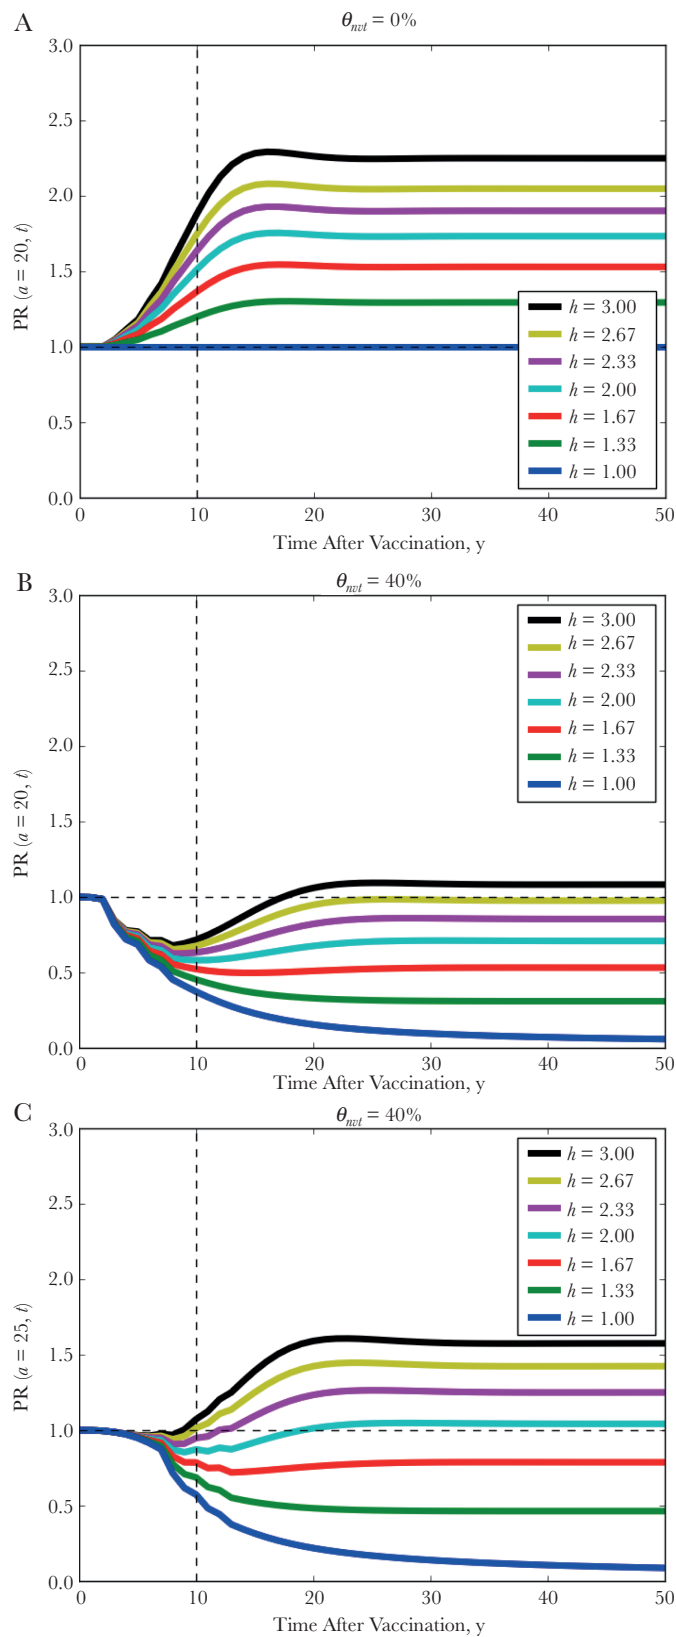 A
θnvt = 0%
3.0
2.5
2.0
1.5
1.0
0.5
0.0
PR (a = 20, t)
h = 3.00
h = 2.67
h = 2.33
h = 2.00
h = 1.67
h = 1.33
h = 1.00
0 10 20 30 40 50
Time After Vaccination, y
B
θnvt = 40%
3.0
2.5
2.0
1.5
1.0
0.5
0.0
PR (a = 20, t)
h = 3.00
h = 2.67
h = 2.33
h = 2.00
h = 1.67
h = 1.33
h = 1.00
0 10 20 30 40 50
Time After Vaccination, y
C
θnvt = 40%
3.0
2.5
2.0
1.5
1.0
0.5
0.0
PR (a = 25, t)
h = 3.00
h = 2.67
h = 2.33
h = 2.00
h = 1.67
h = 1.33
h = 1.00
0 10 20 30 40 50
Time After Vaccination, y